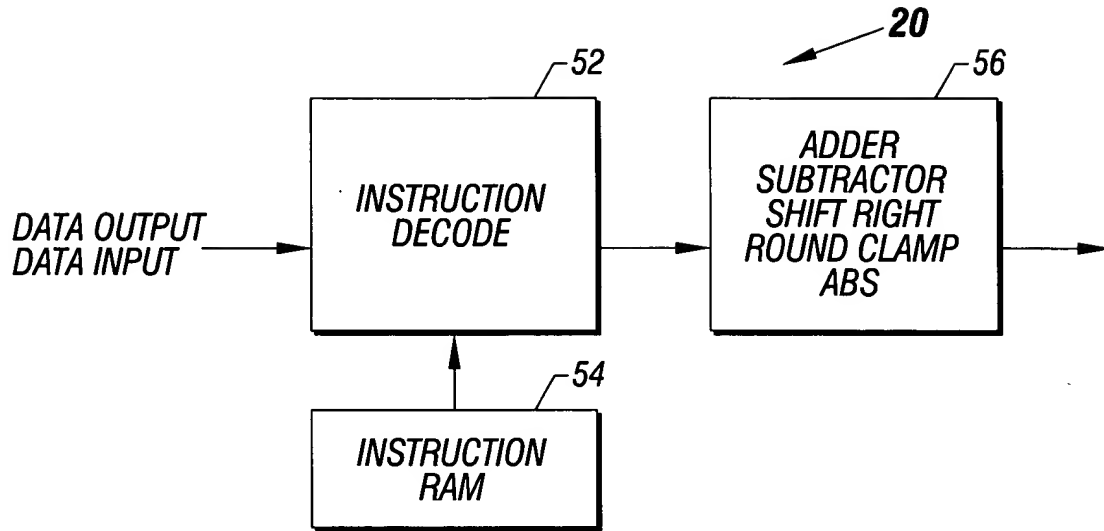 20
52
56
INSTRUCTION
DECODE
ADDER
SUBTRACTOR
SHIFT RIGHT
ROUND CLAMP
ABS
DATA OUTPUT
DATA INPUT
54
INSTRUCTION
RAM